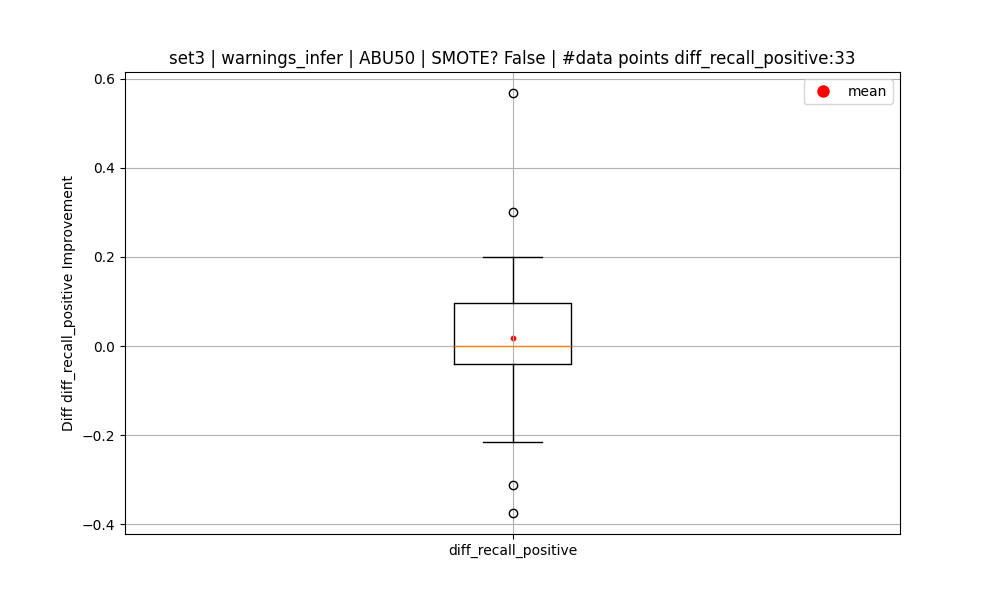 set3 | warnings_infer | ABU50 | SMOTE? False | #data points diff_recall_positive:33
mean
Diff diff_recall_positive Improvement
0.6
0.4
0.2
0.0
−0.2
−0.4
diff_recall_positive